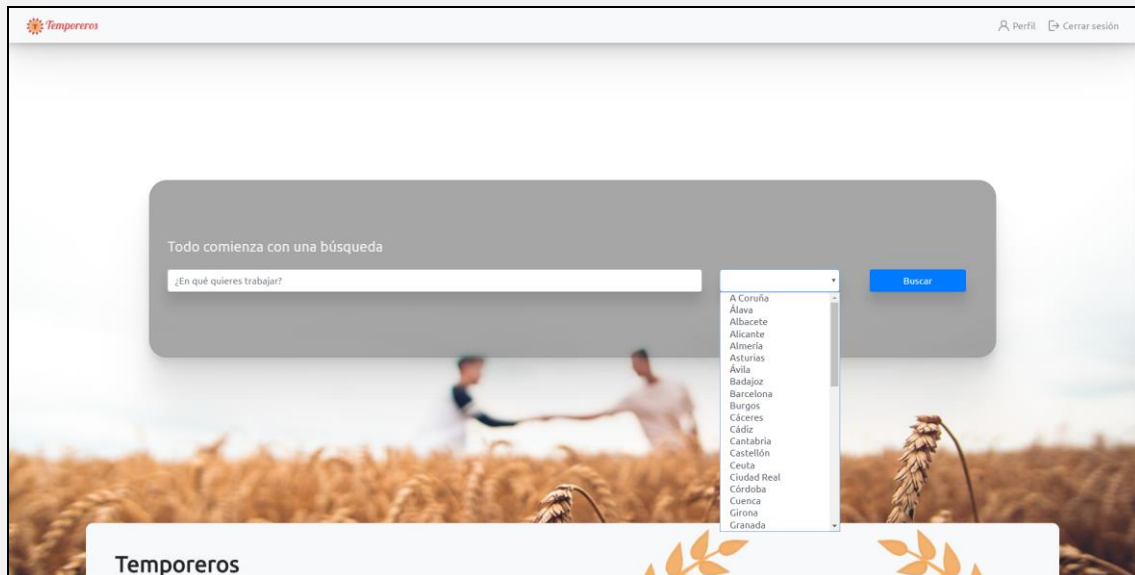 Temporeros
Perfil
Cerrar sesión
Todo comienza con una búsqueda
¿En qué quieres trabajar?
Buscar
A Coruña
Álava
Albacete
Alicante
Almería
Asturias
Ávila
Badajoz
Barcelona
Burgos
Cáceres
Cádiz
Cantabria
Castellón
Ceuta
Ciudad Real
Córdoba
Cuenca
Girona
Granada
Temporeros